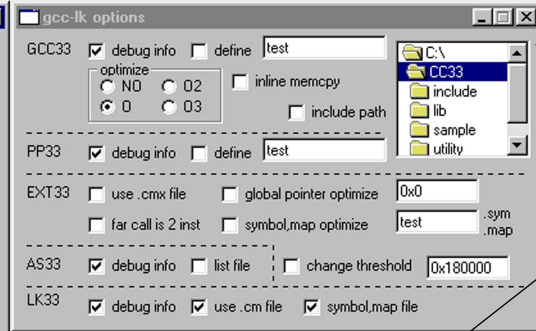 gcc-lk options
GCC33 debug info define test
optimize
NO O2
O O3
inline memcpy
include path
C:\
CC33
include
lib
sample
utility
PP33 debug info define test
EXT33 use .cmx file global pointer optimize 0x0
far call is 2 inst symbol,map optimize test .sym
.map
AS33 debug info list file change threshold 0x180000
LK33 debug info use .cm file symbol,map file